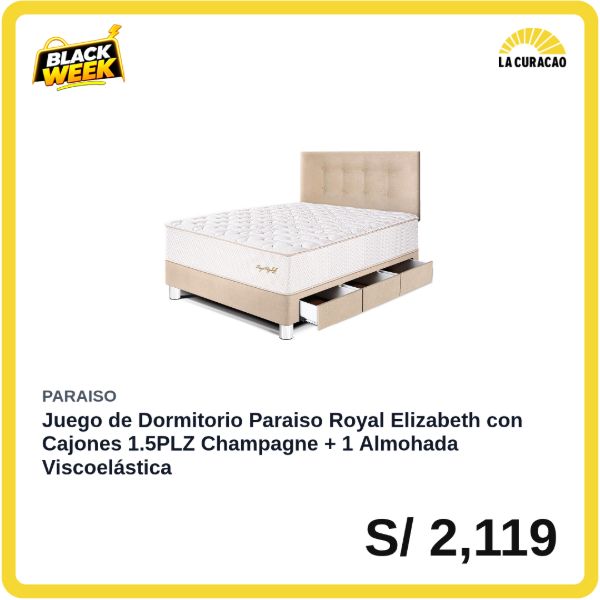 BLACK
WEEK
LA CURACAO
PARAISO
Juego de Dormitorio Paraiso Royal Elizabeth con
Cajones 1.5PLZ Champagne + 1 Almohada
Viscoelástica
S/ 2,119